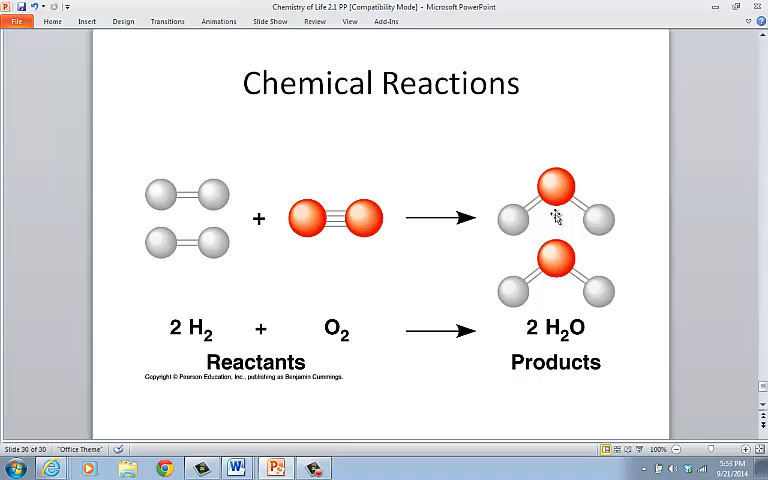 Chemistry of Life 2.1 PP [Compatibility Mode] - Microsoft PowerPoint
File Home Insert Design Transitions Animations Slide Show Review View Add-Ins
Chemical Reactions
+
2 H₂ + O₂ 2 H₂O
Reactants Products
Copyright © Pearson Education, Inc., publishing as Benjamin Cummings.
Slide 30 of 30 "Office Theme" 100%
5:53 PM
9/21/2014